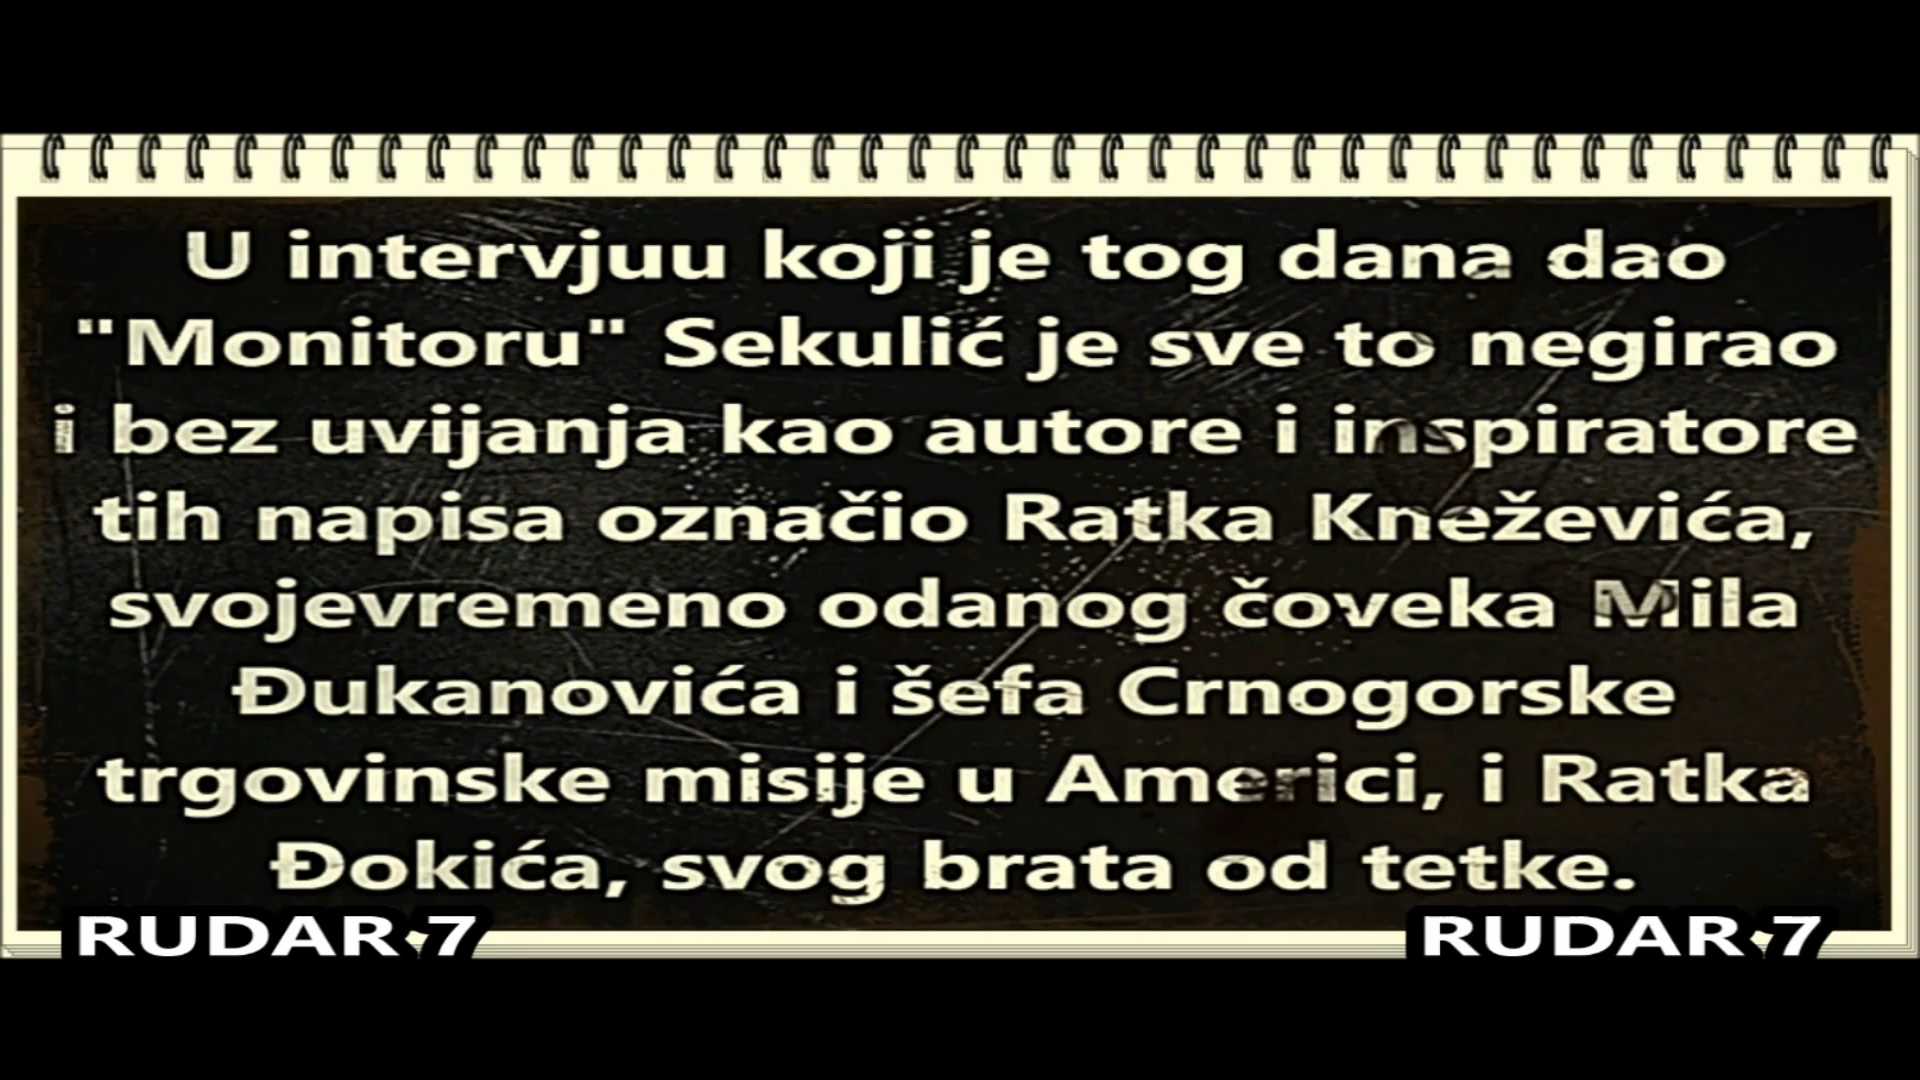 U intervjuu koji je tog dana dao
"Monitoru" Sekulić je sve to negirao
i bez uvijanja kao autore i inspiratore
tih napisa označio Ratka Kneževića,
svojevremeno odanog čoveka Mila
Đukanovića i šefa Crnogorske
trgovinske misije u Americi, i Ratka
Đokića, svog brata od tetke.
RUDAR 7
RUDAR 7